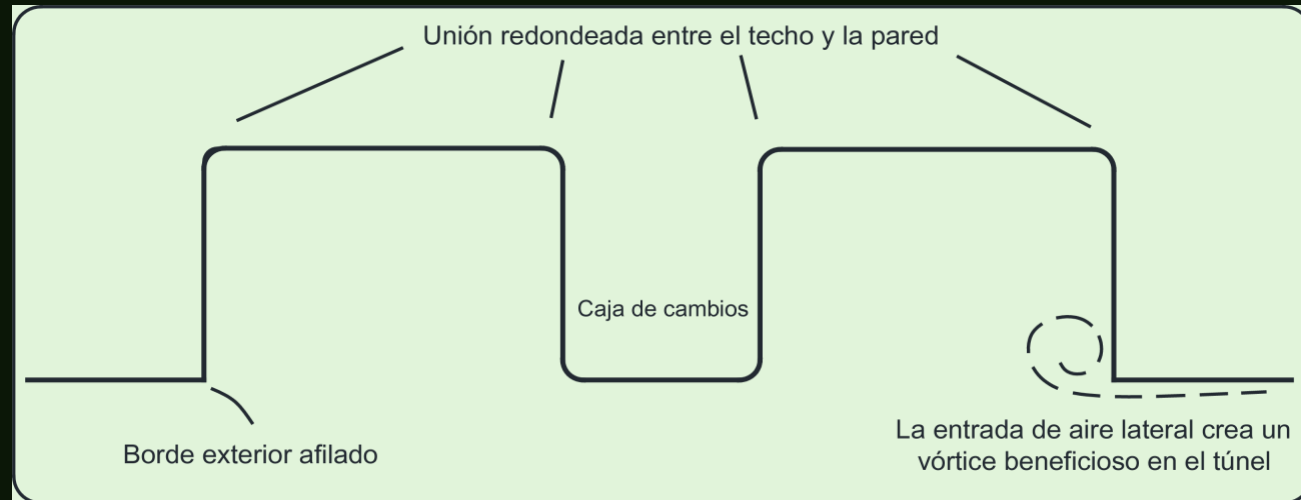 Unión redondeada entre el techo y la pared
Caja de cambios
Borde exterior afilado
La entrada de aire lateral crea un
vórtice beneficioso en el túnel